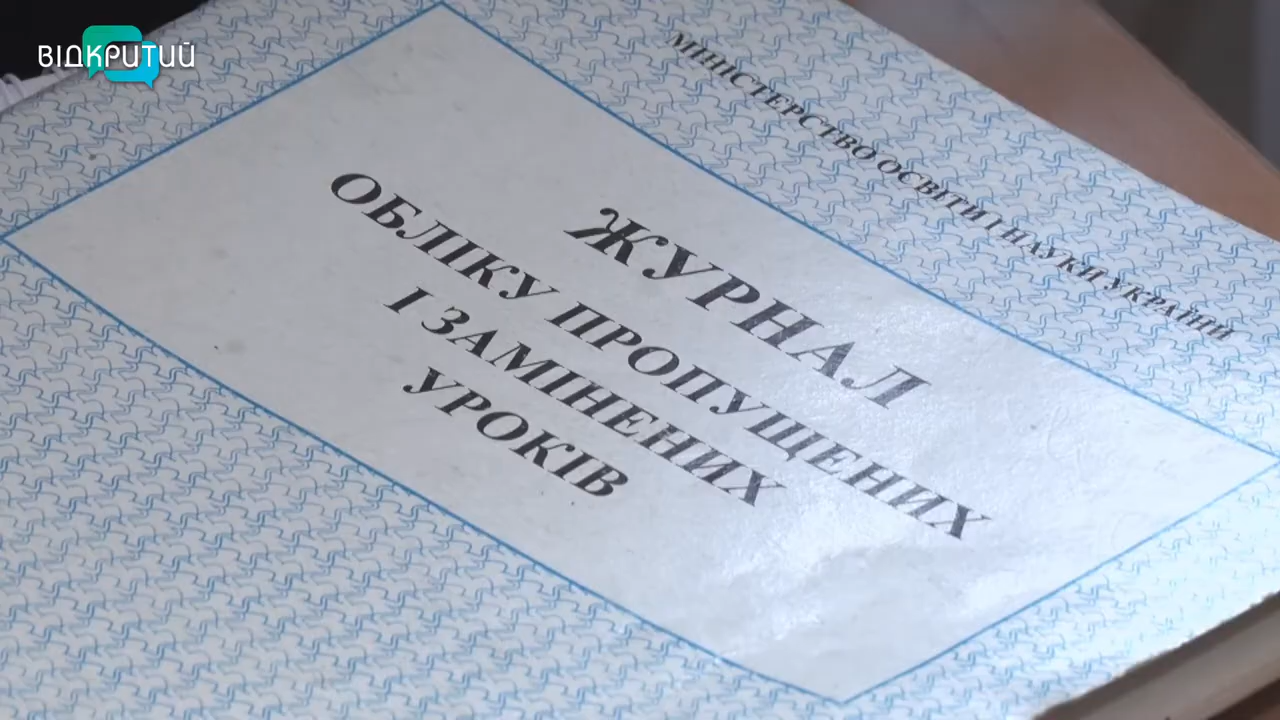 ВІДКРИТИЙ
МІНІСТЕРСТВО ОСВІТИ І НАУКИ УКРАЇНИ
ЖУРНАЛ
ОБЛІКУ ПРОПУЩЕНИХ
І ЗАМІНЕНИХ
УРОКІВ